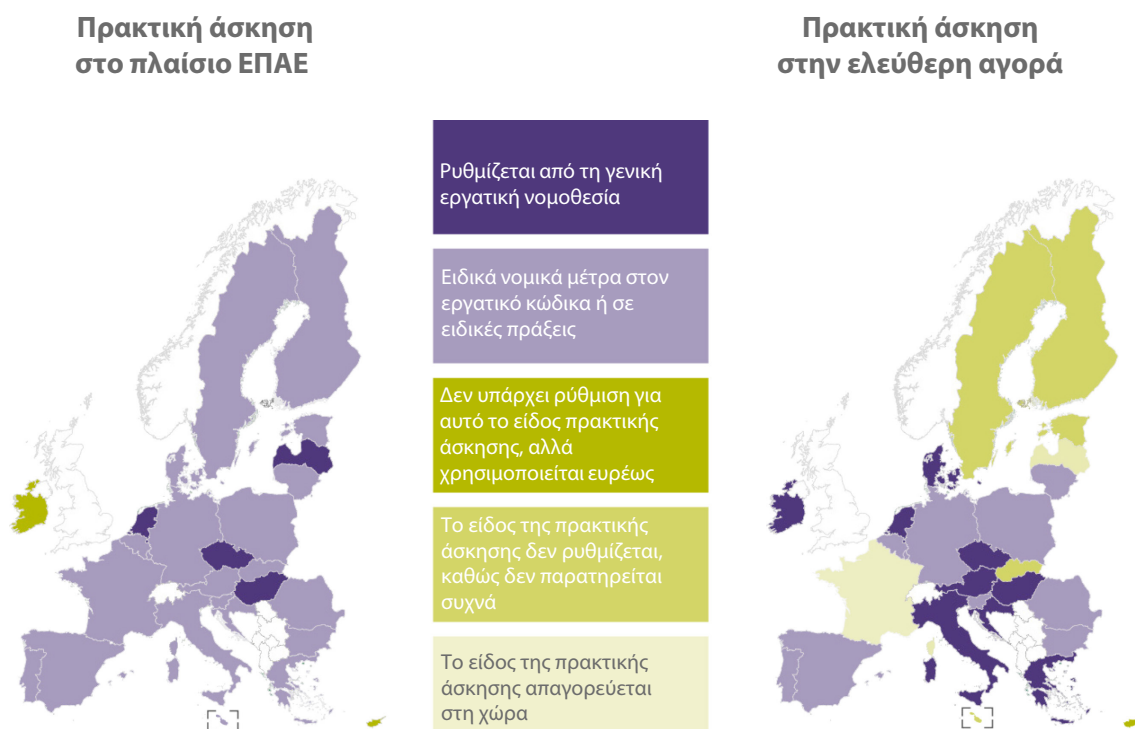 Πρακτική άσκηση
στο πλαίσιο ΕΠΑΕ
Πρακτική άσκηση
στην ελεύθερη αγορά
Ρυθμίζεται από τη γενική
εργατική νομοθεσία
Ειδικά νομικά μέτρα στον
εργατικό κώδικα ή σε
ειδικές πράξεις
Δεν υπάρχει ρύθμιση για
αυτό το είδος πρακτικής
άσκησης, αλλά
χρησιμοποιείται ευρέως
Το είδος της πρακτικής
άσκησης δεν ρυθμίζεται,
καθώς δεν παρατηρείται
συχνά
Το είδος της πρακτικής
άσκησης απαγορεύεται
στη χώρα